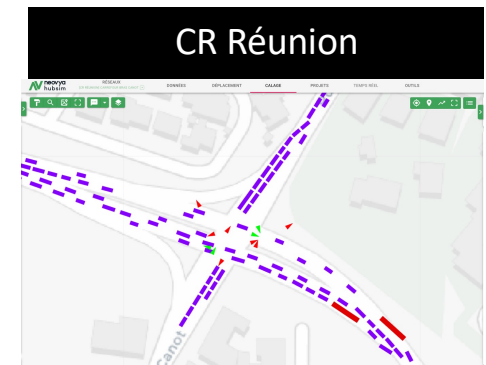 CR Réunion
neovya
hubsim
RÉSEAUX
DONNÉES
DÉPLACEMENT
CALAGE
PROJETS
TEMPS RÉEL
OUTILS
Canot